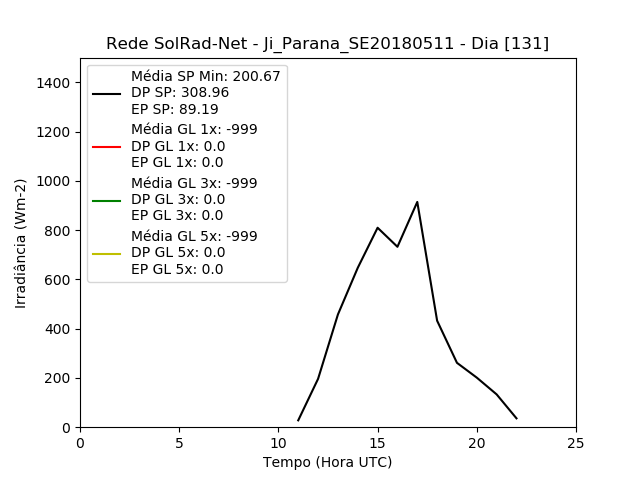 Rede SolRad-Net - Ji_Parana_SE20180511 - Dia [131]
Média SP Min: 200.67
DP SP: 308.96
EP SP: 89.19
Média GL 1x: -999
DP GL 1x: 0.0
EP GL 1x: 0.0
Média GL 3x: -999
DP GL 3x: 0.0
EP GL 3x: 0.0
Média GL 5x: -999
DP GL 5x: 0.0
EP GL 5x: 0.0
Irradiância (Wm-2)
1400
1200
1000
800
600
400
200
0
0 5 10 15 20 25
Tempo (Hora UTC)